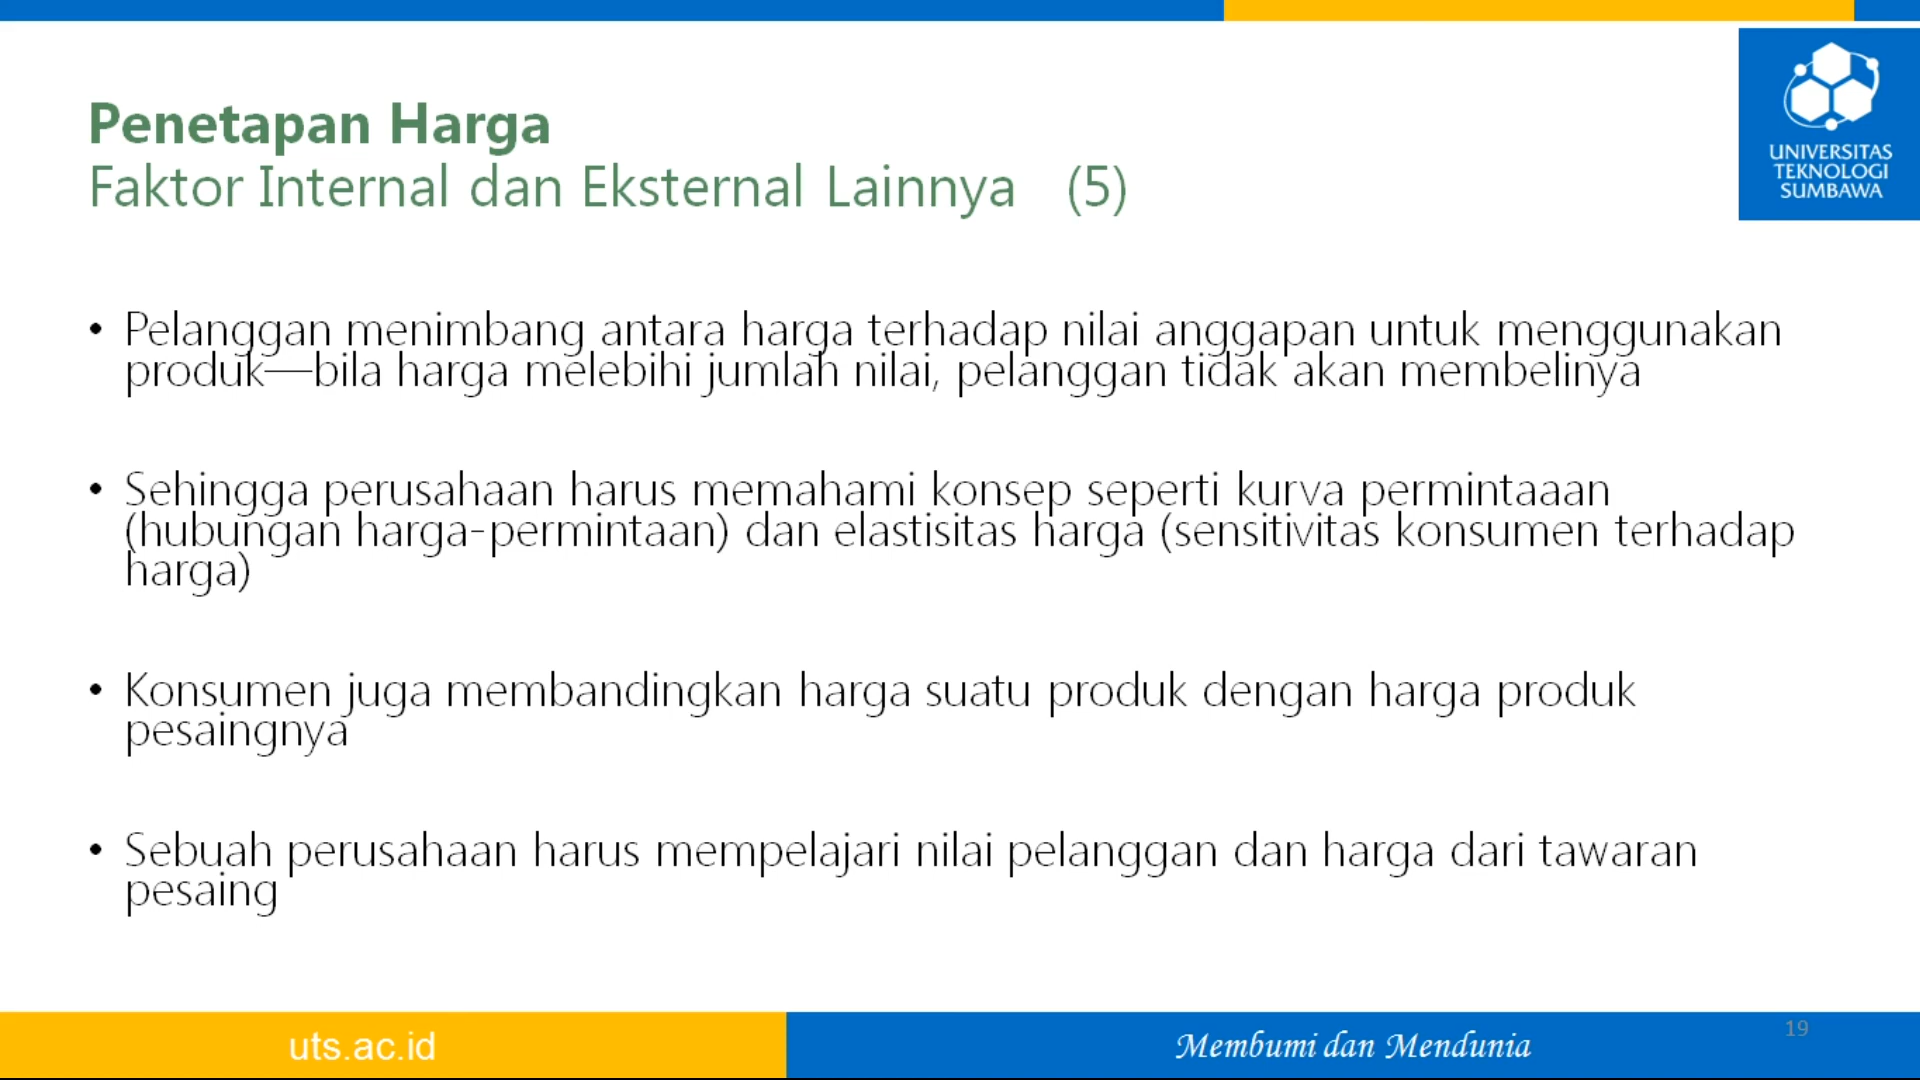 Penetapan Harga
Faktor Internal dan Eksternal Lainnya (5)
UNIVERSITAS
TEKNOLOGI
SUMBAWA
• Pelanggan menimbang antara harga terhadap nilai anggapan untuk menggunakan
produk—bila harga melebihi jumlah nilai, pelanggan tidak akan membelinya
• Sehingga perusahaan harus memahami konsep seperti kurva permintaaan
(hubungan harga-permintaan) dan elastisitas harga (sensitivitas konsumen terhadap
harga)
• Konsumen juga membandingkan harga suatu produk dengan harga produk
pesaingnya
• Sebuah perusahaan harus mempelajari nilai pelanggan dan harga dari tawaran
pesaing
uts.ac.id
Membumi dan Mendunia
19